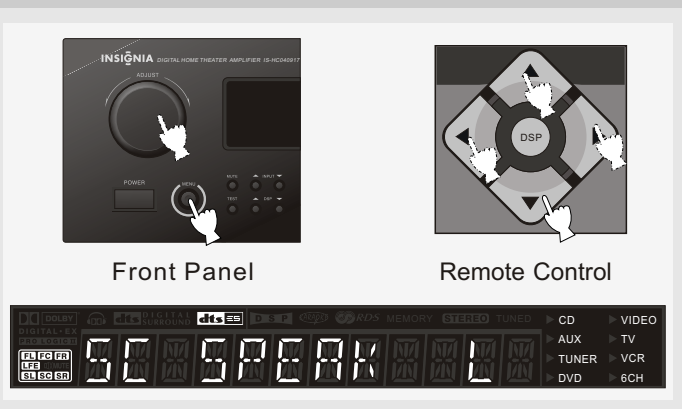 INSIGNIA DIGITAL HOME THEATER AMPLIFIER IS-HC040917
ADJUST
POWER
MENU
MUTE INPUT
TEST DSP
DSP
Front Panel
Remote Control
DOLBY dts DIGITAL SURROUND dts ES DSP RDS MEMORY STEREO TUNED
DIGITAL-EX
PRO LOGIC II
FL FC FR
LFE
SL SC SR
SC SPEAK L
CD VIDEO
AUX TV
TUNER VCR
DVD 6CH